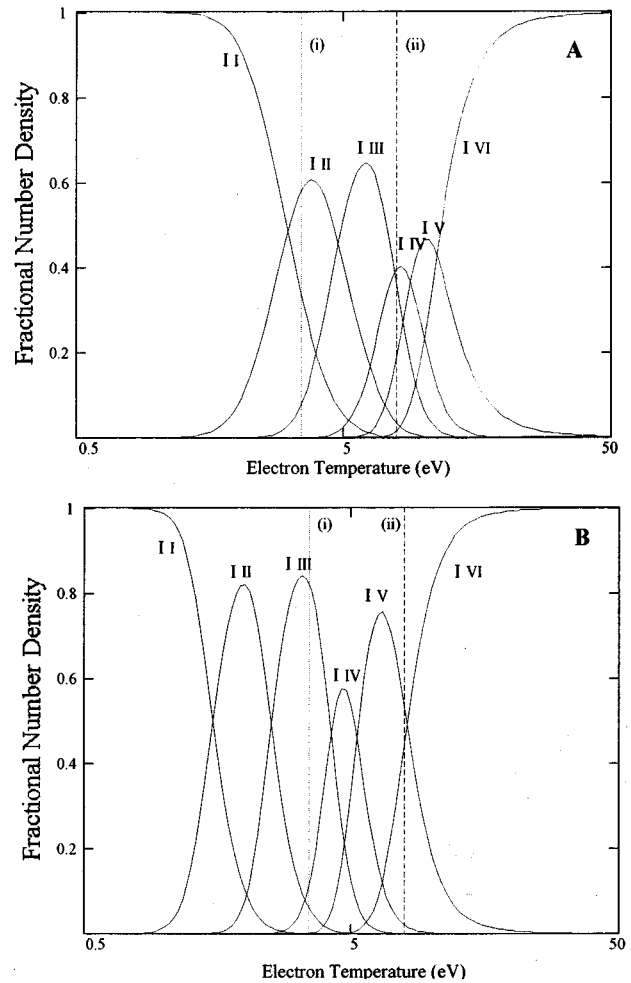 1
0.8
0.6
0.4
0.2
Fractional Number Density
(i)
(ii)
A
I I
I II
I III
I IV
I V
I VI
0.5
5
50
Electron Temperature (eV)
1
0.8
0.6
0.4
0.2
Fractional Number Density
(i)
(ii)
B
I I
I II
I III
I IV
I V
I VI
0.5
5
50
Electron Temperature (eV)